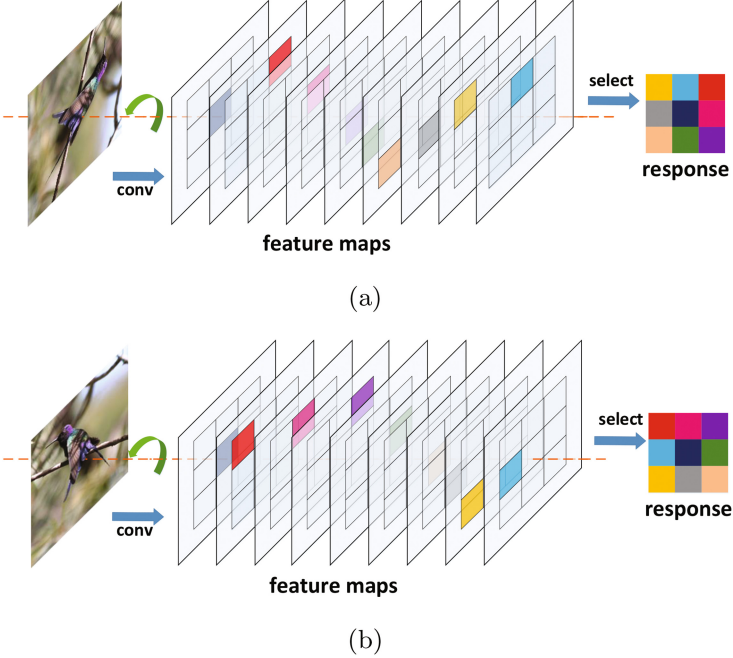 select
conv
response
feature maps
(a)
select
conv
response
feature maps
(b)